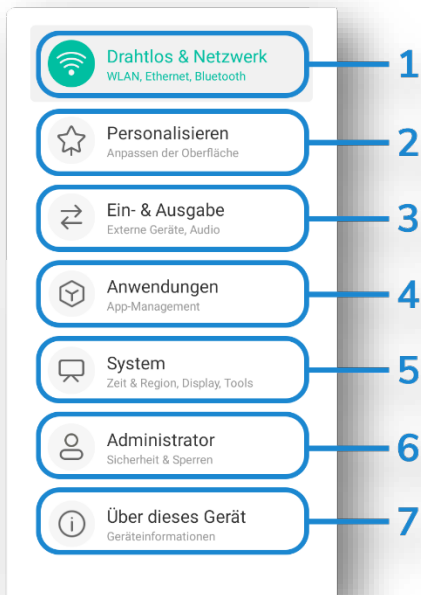 Drahtlos & Netzwerk
WLAN, Ethernet, Bluetooth
1
Personalisieren
Anpassen der Oberfläche
2
Ein- & Ausgabe
Externe Geräte, Audio
3
Anwendungen
App-Management
4
System
Zeit & Region, Display, Tools
5
Administrator
Sicherheit & Sperren
6
Über dieses Gerät
Geräteinformationen
7